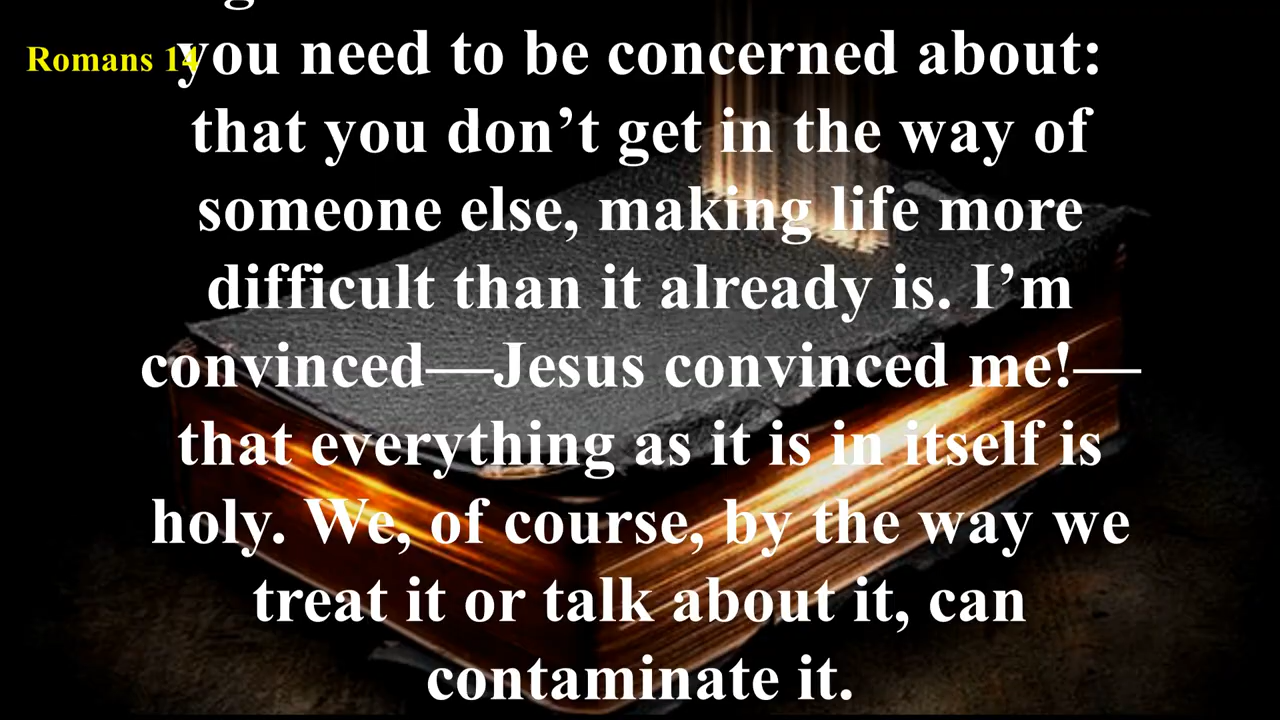 Romans 14
you need to be concerned about:
that you don’t get in the way of
someone else, making life more
difficult than it already is. I’m
convinced—Jesus convinced me!—
that everything as it is in itself is
holy. We, of course, by the way we
treat it or talk about it, can
contaminate it.